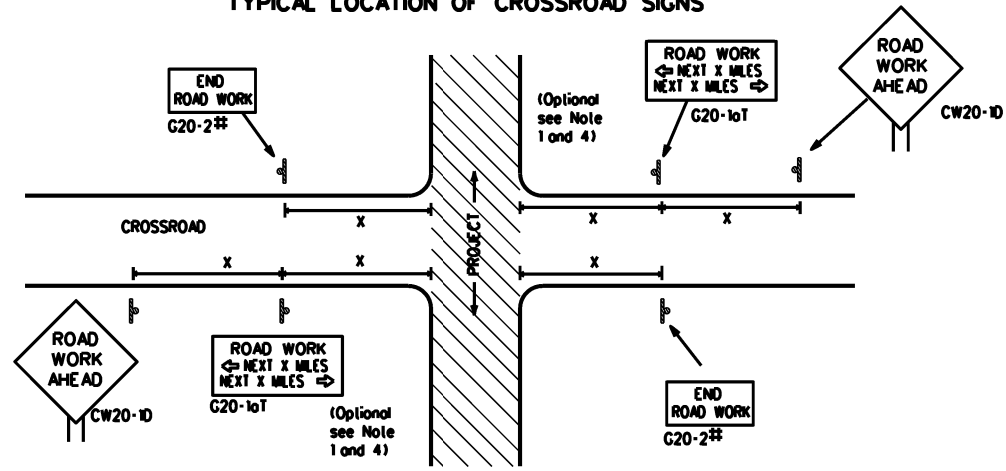 TYPICAL LOCATION OF CROSSROAD SIGNS
END
ROAD WORK
G20-2#
(Optional
see Note
1 and 4)
ROAD WORK
⇦ NEXT X MILES
NEXT X MILES ⇨
G20-1aT
ROAD
WORK
AHEAD
CW20-1D
X
X
X
CROSSROAD
PROJECT
X
X
X
ROAD
WORK
AHEAD
CW20-1D
ROAD WORK
⇦ NEXT X MILES
NEXT X MILES ⇨
G20-1aT
(Optional
see Note
1 and 4)
END
ROAD WORK
G20-2#